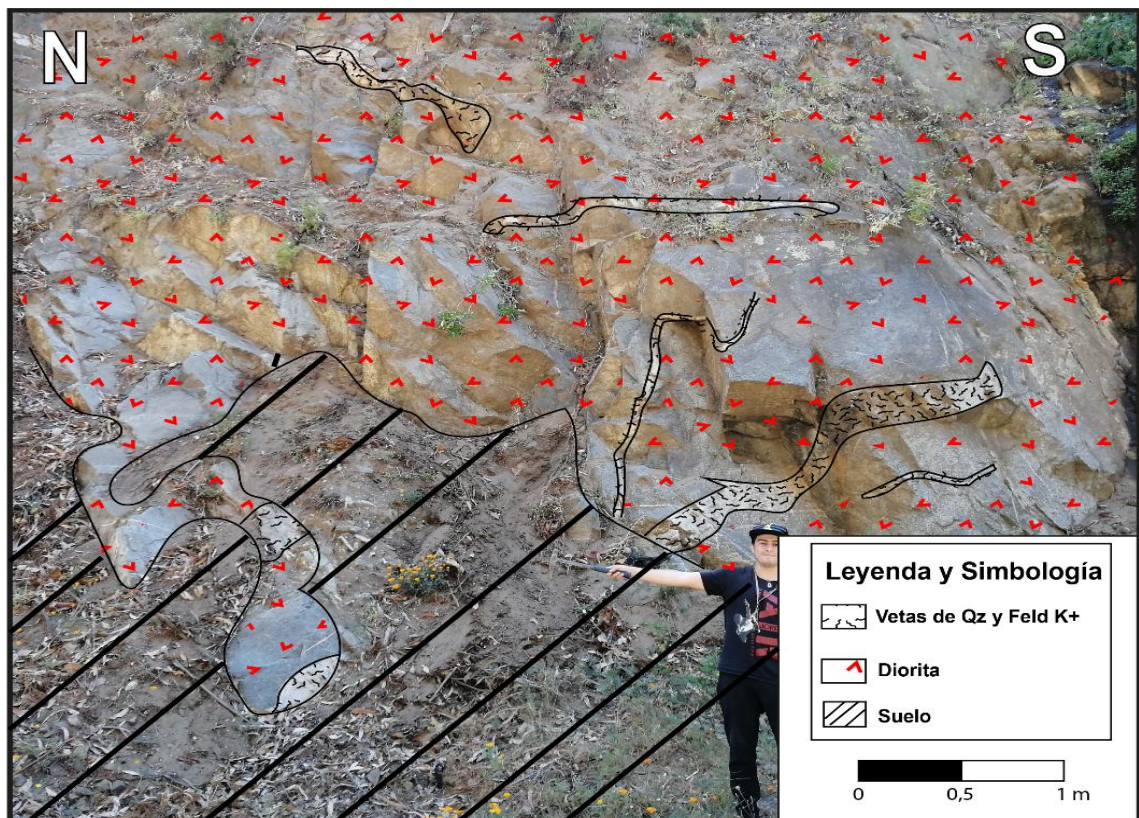 N
S
Leyenda y Simbología
Vetas de Qz y Feld K+
Diorita
Suelo
0
0,5
1 m